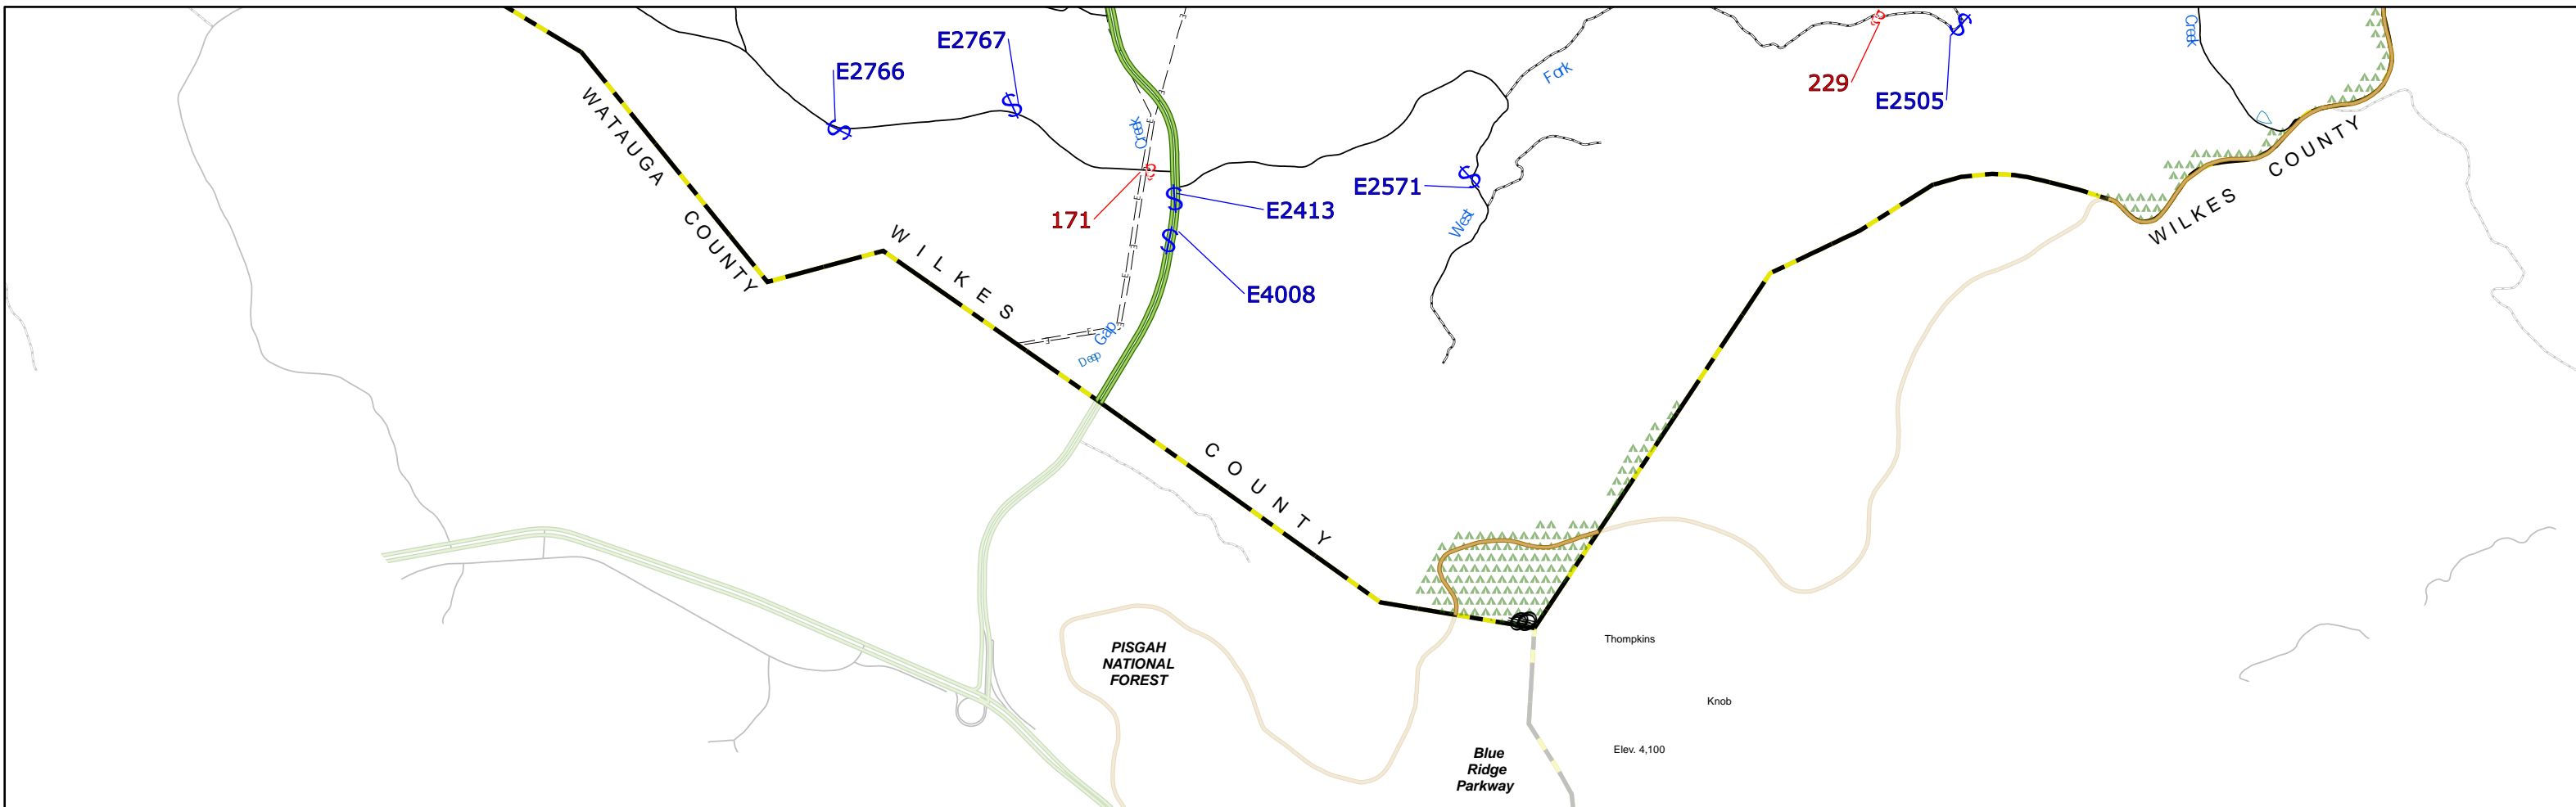 E2767
E2766
229
E2505
Creek
Fork
Creek
WATAUGA COUNTY
171
E2413
E2571
West
E4008
WILKES COUNTY
WILKES COUNTY
Deep
Gap
Thompkins
Knob
Elev. 4,100
PISGAH
NATIONAL
FOREST
Blue
Ridge
Parkway
E
E
E
E
E
E
E
E
E
E